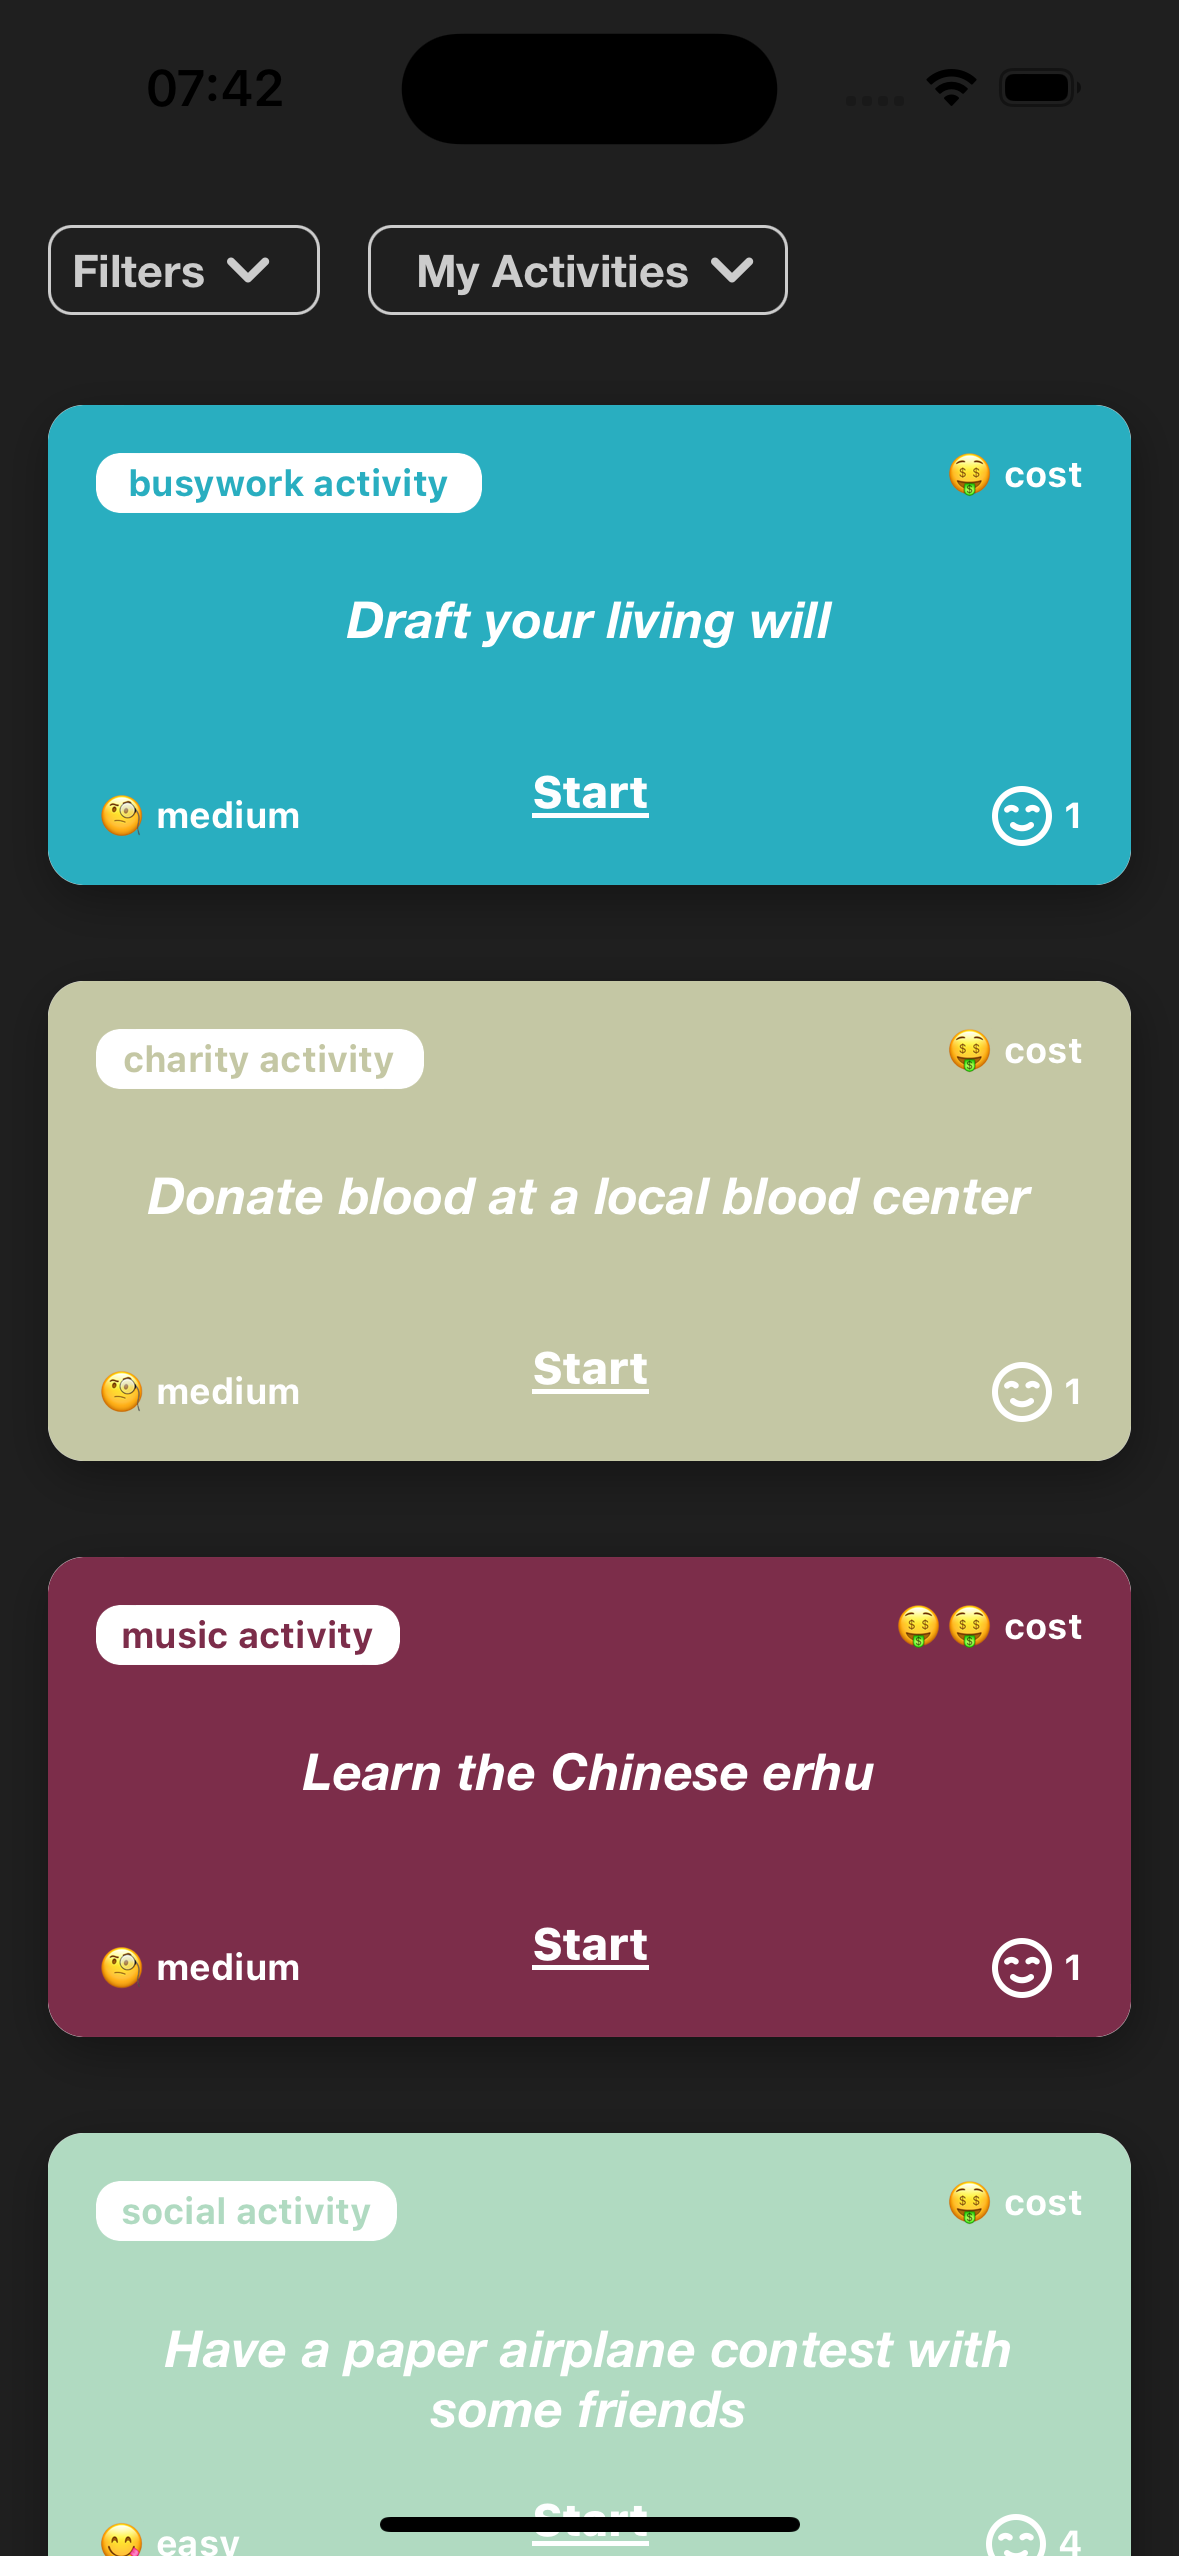 07:42
Filters
My Activities
busywork activity
🤑 cost
Draft your living will
Start
🧐 medium
1
charity activity
🤑 cost
Donate blood at a local blood center
Start
🧐 medium
1
music activity
🤑🤑 cost
Learn the Chinese erhu
Start
🧐 medium
1
social activity
🤑 cost
Have a paper airplane contest with
some friends
Start
😋 easy
4